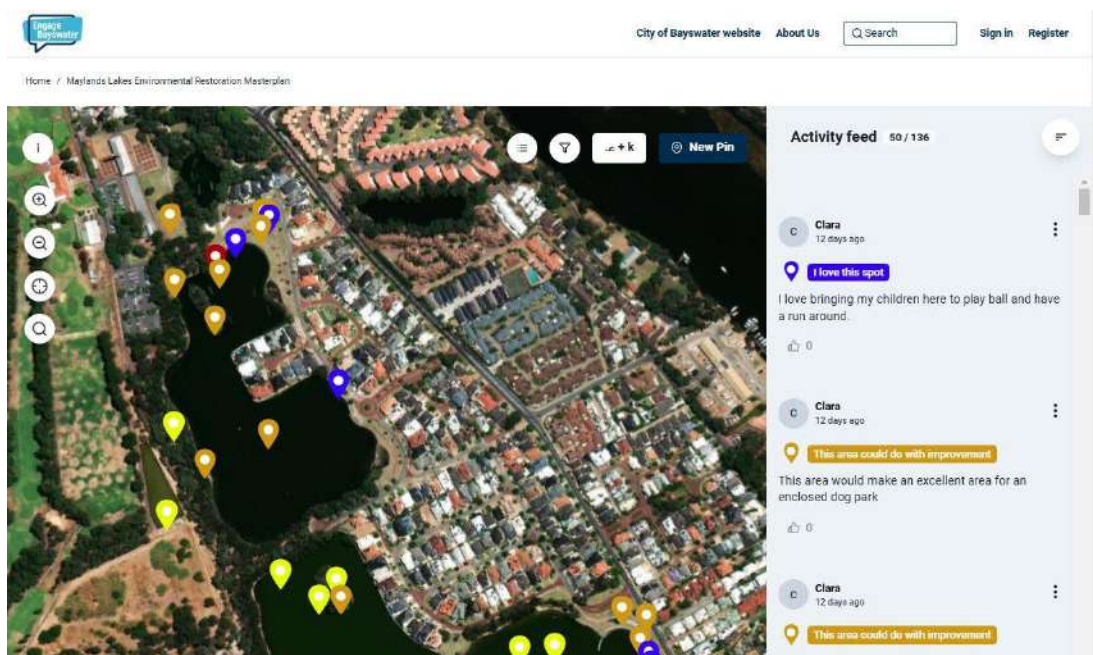 Engage
Bayswater
City of Bayswater website
About Us
Search
Sign in
Register
Home / Maylands Lakes Environmental Restoration Masterplan
i
+ k
New Pin
Activity feed 50 / 136
C
Clara
12 days ago
I love this spot
I love bringing my children here to play ball and have
a run around.
0
C
Clara
12 days ago
This area could do with improvement
This area would make an excellent area for an
enclosed dog park
0
C
Clara
12 days ago
This area could do with improvement